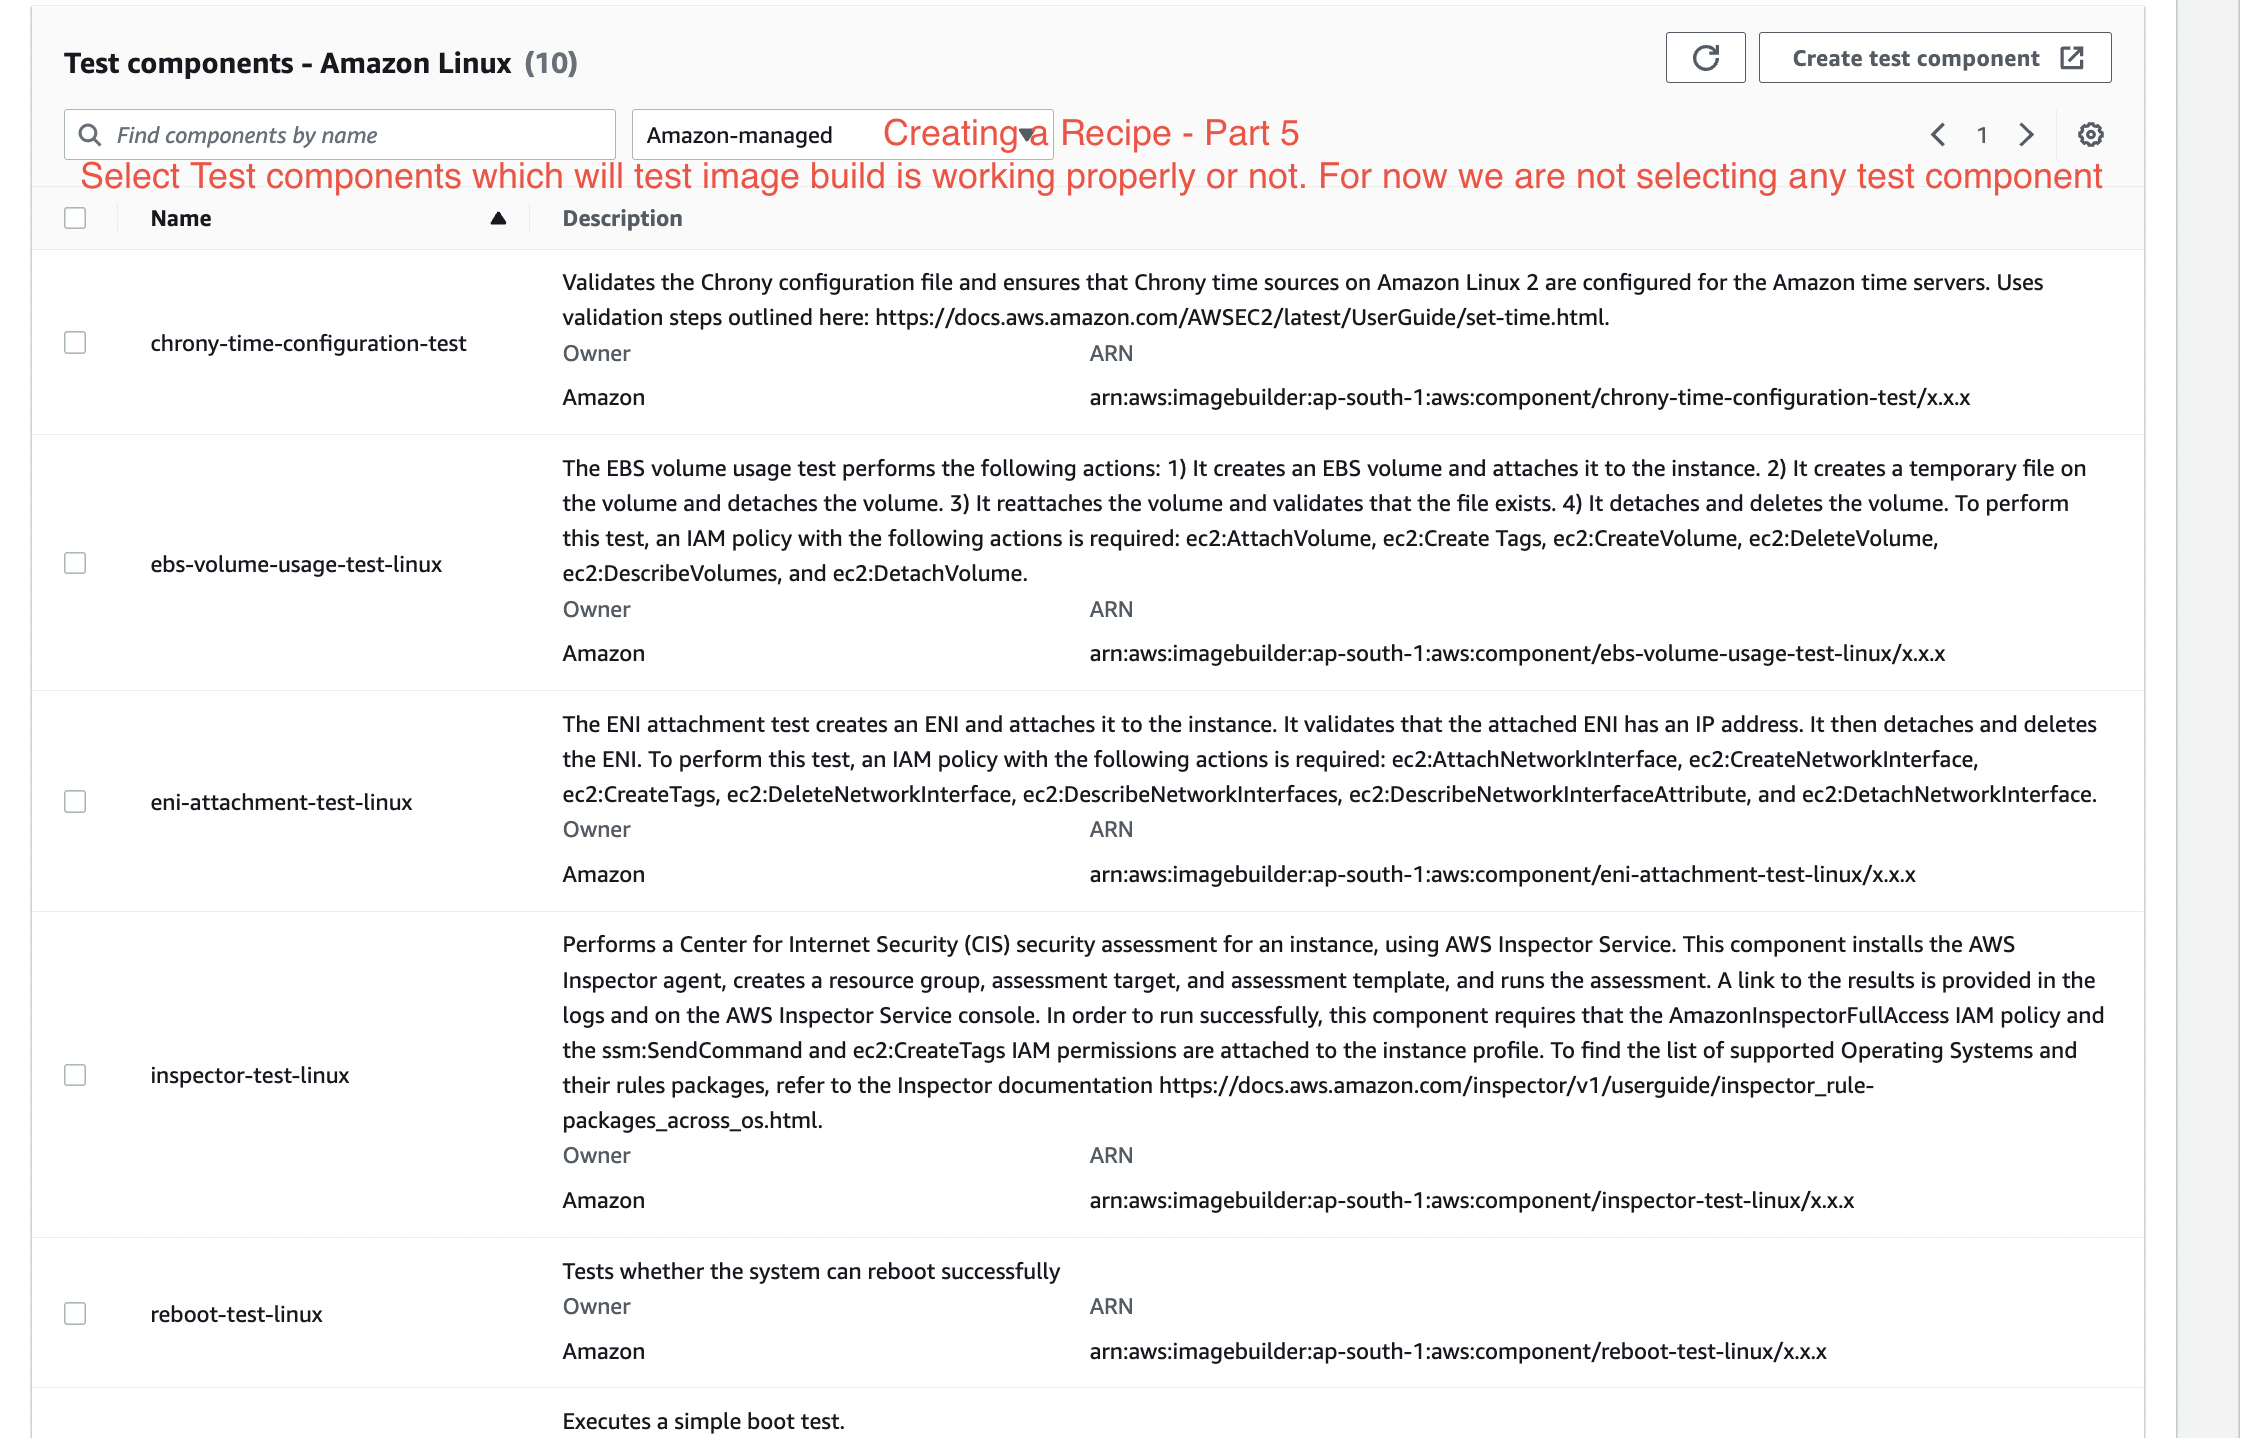 Test components - Amazon Linux (10)
Create test component
Find components by name
Amazon-managed
Creating a Recipe - Part 5
1
Select Test components which will test image build is working properly or not. For now we are not selecting any test component
Name
Description
chrony-time-configuration-test
Validates the Chrony configuration file and ensures that Chrony time sources on Amazon Linux 2 are configured for the Amazon time servers. Uses
validation steps outlined here: https://docs.aws.amazon.com/AWSEC2/latest/UserGuide/set-time.html.
Owner
ARN
Amazon
arn:aws:imagebuilder:ap-south-1:aws:component/chrony-time-configuration-test/x.x.x
ebs-volume-usage-test-linux
The EBS volume usage test performs the following actions: 1) It creates an EBS volume and attaches it to the instance. 2) It creates a temporary file on
the volume and detaches the volume. 3) It reattaches the volume and validates that the file exists. 4) It detaches and deletes the volume. To perform
this test, an IAM policy with the following actions is required: ec2:AttachVolume, ec2:Create Tags, ec2:CreateVolume, ec2:DeleteVolume,
ec2:DescribeVolumes, and ec2:DetachVolume.
Owner
ARN
Amazon
arn:aws:imagebuilder:ap-south-1:aws:component/ebs-volume-usage-test-linux/x.x.x
eni-attachment-test-linux
The ENI attachment test creates an ENI and attaches it to the instance. It validates that the attached ENI has an IP address. It then detaches and deletes
the ENI. To perform this test, an IAM policy with the following actions is required: ec2:AttachNetworkInterface, ec2:CreateNetworkInterface,
ec2:CreateTags, ec2:DeleteNetworkInterface, ec2:DescribeNetworkInterfaces, ec2:DescribeNetworkInterfaceAttribute, and ec2:DetachNetworkInterface.
Owner
ARN
Amazon
arn:aws:imagebuilder:ap-south-1:aws:component/eni-attachment-test-linux/x.x.x
inspector-test-linux
Performs a Center for Internet Security (CIS) security assessment for an instance, using AWS Inspector Service. This component installs the AWS
Inspector agent, creates a resource group, assessment target, and assessment template, and runs the assessment. A link to the results is provided in the
logs and on the AWS Inspector Service console. In order to run successfully, this component requires that the AmazonInspectorFullAccess IAM policy and
the ssm:SendCommand and ec2:CreateTags IAM permissions are attached to the instance profile. To find the list of supported Operating Systems and
their rules packages, refer to the Inspector documentation https://docs.aws.amazon.com/inspector/v1/userguide/inspector_rule-
packages_across_os.html.
Owner
ARN
Amazon
arn:aws:imagebuilder:ap-south-1:aws:component/inspector-test-linux/x.x.x
reboot-test-linux
Tests whether the system can reboot successfully
Owner
ARN
Amazon
arn:aws:imagebuilder:ap-south-1:aws:component/reboot-test-linux/x.x.x
Executes a simple boot test.